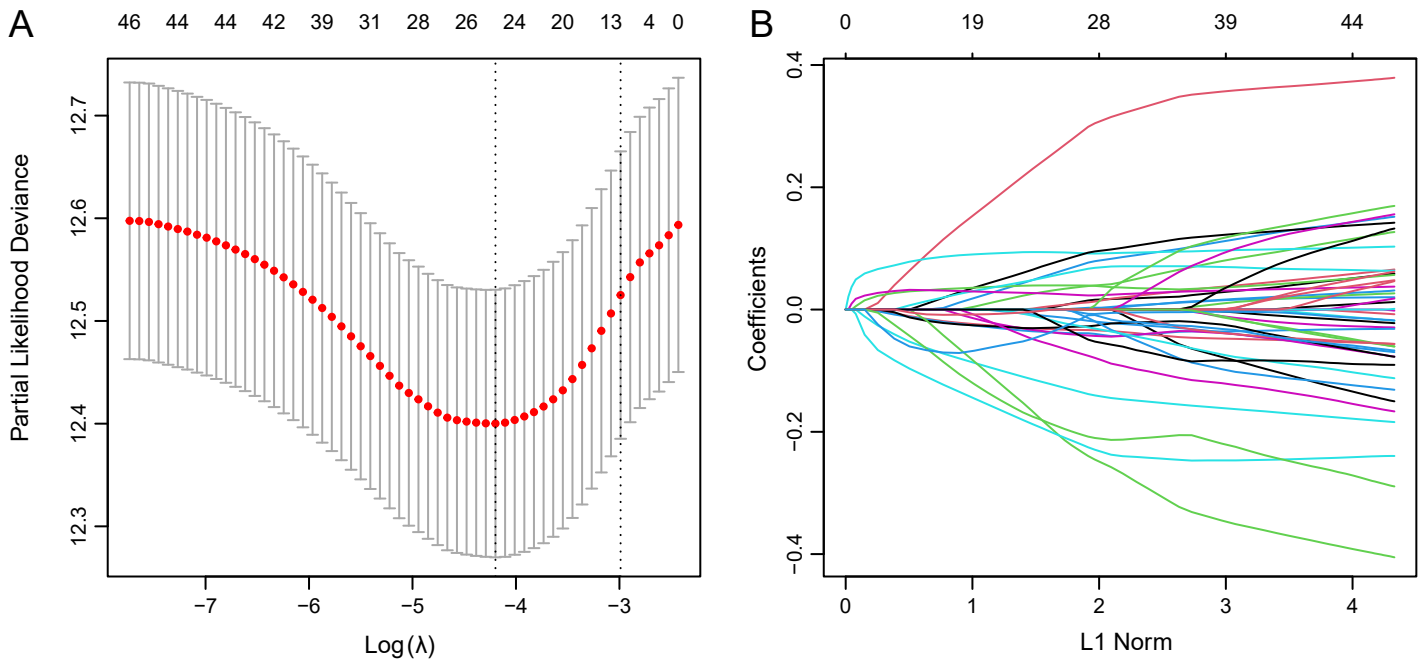 A
46 44 44 42 39 31 28 26 24 20 13 4 0
Partial Likelihood Deviance
12.7
12.6
12.5
12.4
12.3
−7 −6 −5 −4 −3
Log(λ)
B
0 19 28 39 44
Coefficients
0.4
0.2
0.0
−0.2
−0.4
0 1 2 3 4
L1 Norm